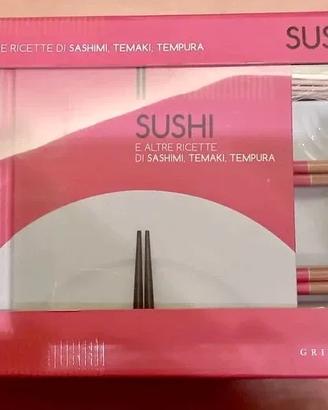 E RICETTE DI SASHIMI, TEMAKI, TEMPURA
SUS
SUSHI
E ALTRE RICETTE
DI SASHIMI, TEMAKI, TEMPURA
GRI